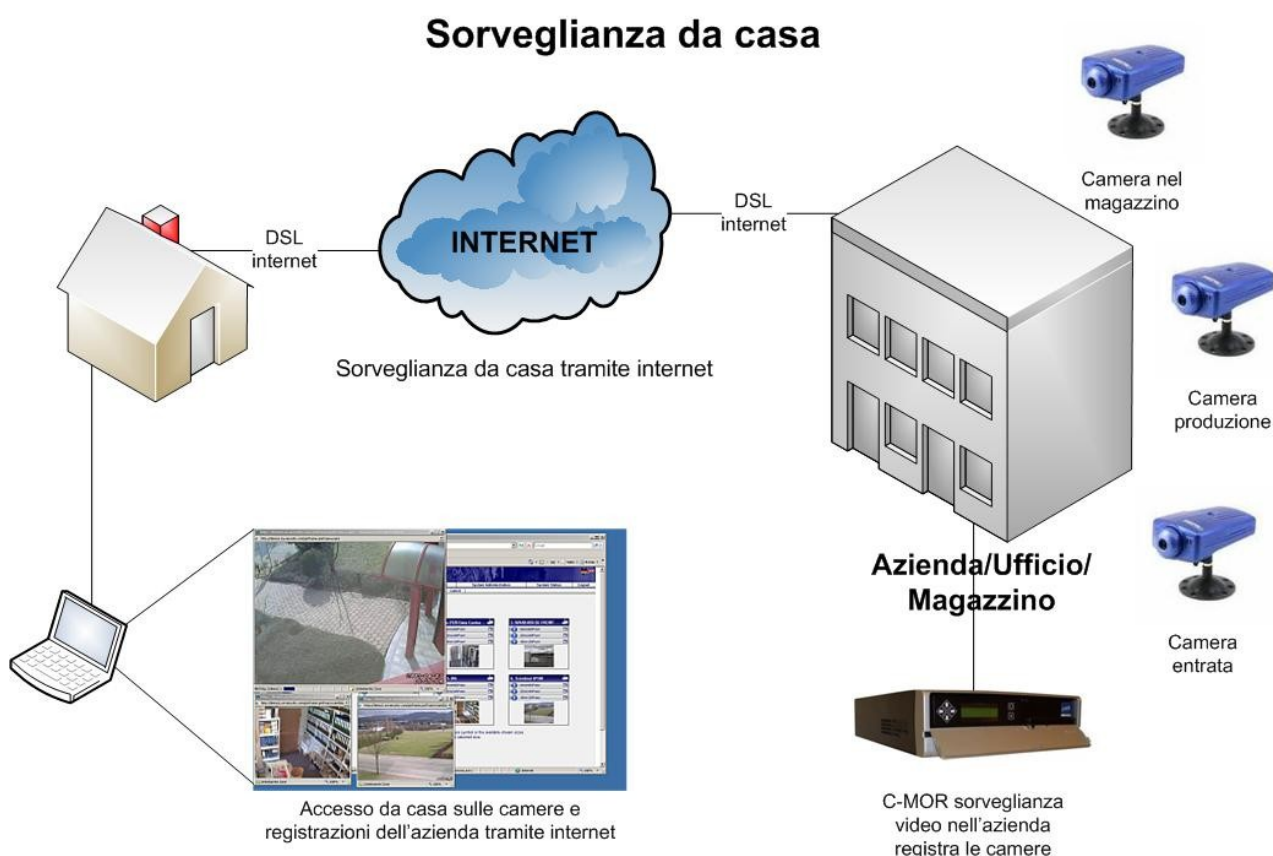 Sorveglianza da casa
Camera nel
magazzino
DSL
internet
INTERNET
DSL
internet
Sorveglianza da casa tramite internet
Camera
produzione
Azienda/Ufficio/
Magazzino
Camera
entrata
Accesso da casa sulle camere e
registrazioni dell'azienda tramite internet
C-MOR sorveglianza
video nell'azienda
registra le camere